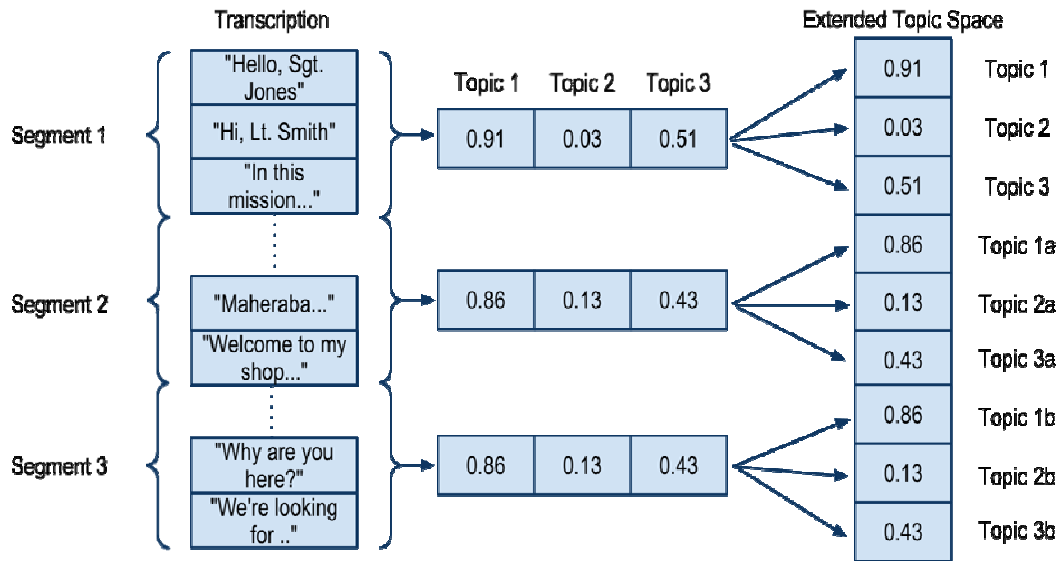 Transcription
Extended Topic Space
"Hello, Sgt.
Jones"
"Hi, Lt. Smith"
"In this
mission..."
Segment 1
Topic 1 Topic 2 Topic 3
0.91 0.03 0.51
0.91 Topic 1
0.03 Topic 2
0.51 Topic 3
Segment 2
"Maheraba..."
"Welcome to my
shop..."
0.86 0.13 0.43
0.86 Topic 1a
0.13 Topic 2a
0.43 Topic 3a
Segment 3
"Why are you
here?"
"We're looking
for .."
0.86 0.13 0.43
0.86 Topic 1b
0.13 Topic 2b
0.43 Topic 3b